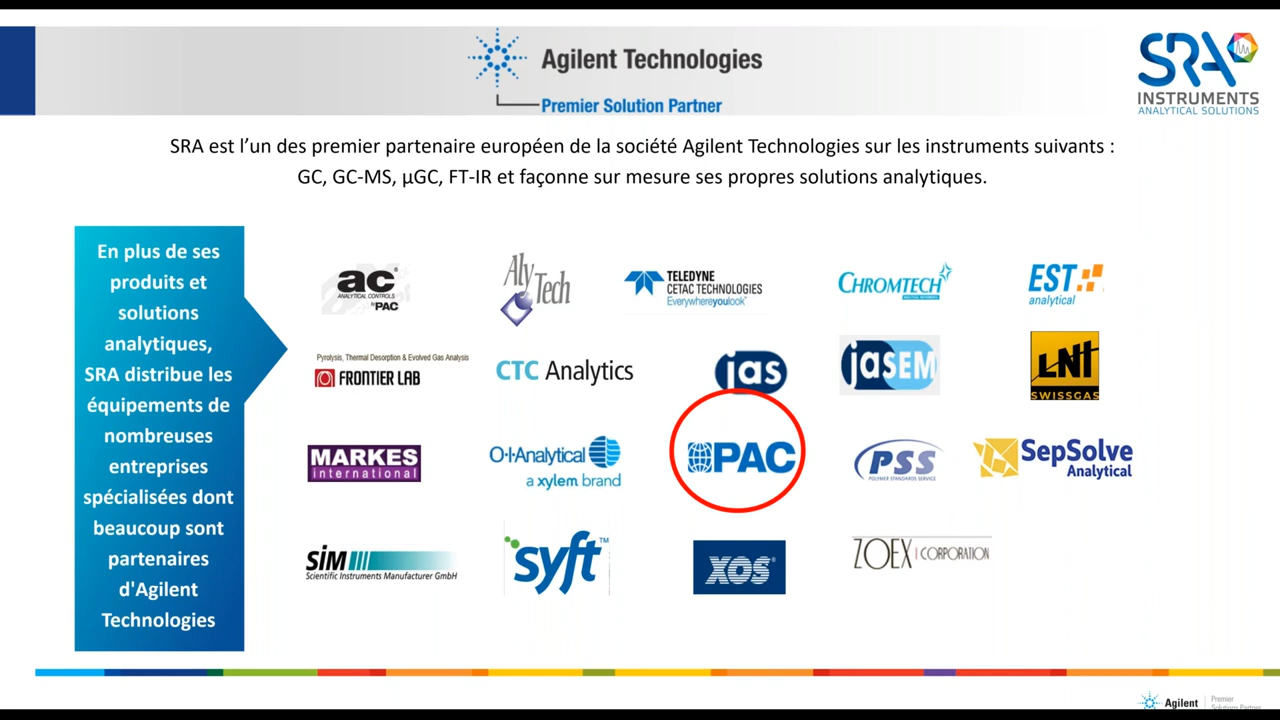 Agilent Technologies
Premier Solution Partner
SRA
INSTRUMENTS
ANALYTICAL SOLUTIONS
SRA est l’un des premier partenaire européen de la société Agilent Technologies sur les instruments suivants :
GC, GC-MS, µGC, FT-IR et façonne sur mesure ses propres solutions analytiques.
En plus de ses
produits et
solutions
analytiques,
SRA distribue les
équipements de
nombreuses
entreprises
spécialisées dont
beaucoup sont
partenaires
d'Agilent
Technologies
ac®
ANALYTICAL CONTROLS
by PAC
Aly
Tech
TELEDYNE
CETAC TECHNOLOGIES
Everywhereyoulook™
CHROMTECH
EST
analytical
Pyrolysis, Thermal Desorption & Evolved Gas Analysis
FRONTIER LAB
CTC Analytics
jas
jasEM
LNI
SWISSGAS
MARKES
international
O·I·Analytical
a xylem brand
PAC
PSS
POLYMER STANDARDS SERVICE
SepSolve
Analytical
SIM
Scientific Instruments Manufacturer GmbH
syft™
XOS®
ZOEX CORPORATION
Agilent
Premier
Solutions Partner